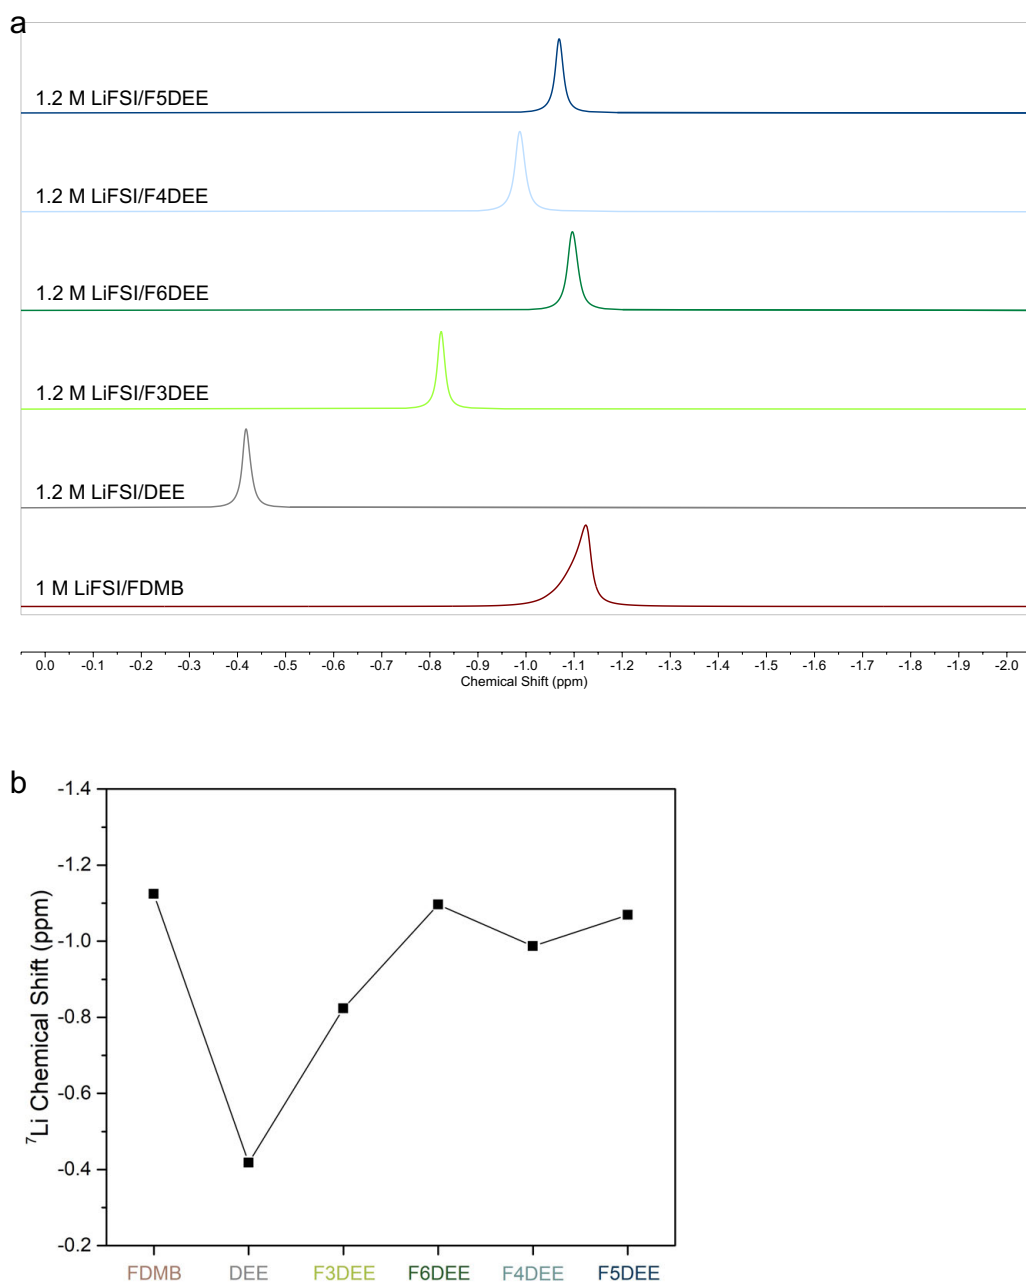 a
1.2 M LiFSI/F5DEE
1.2 M LiFSI/F4DEE
1.2 M LiFSI/F6DEE
1.2 M LiFSI/F3DEE
1.2 M LiFSI/DEE
1 M LiFSI/FDMB
0.0 -0.1 -0.2 -0.3 -0.4 -0.5 -0.6 -0.7 -0.8 -0.9 -1.0 -1.1 -1.2 -1.3 -1.4 -1.5 -1.6 -1.7 -1.8 -1.9 -2.0
Chemical Shift (ppm)
b
-1.4
-1.2
-1.0
-0.8
-0.6
-0.4
-0.2
⁷Li Chemical Shift (ppm)
FDMB DEE F3DEE F6DEE F4DEE F5DEE